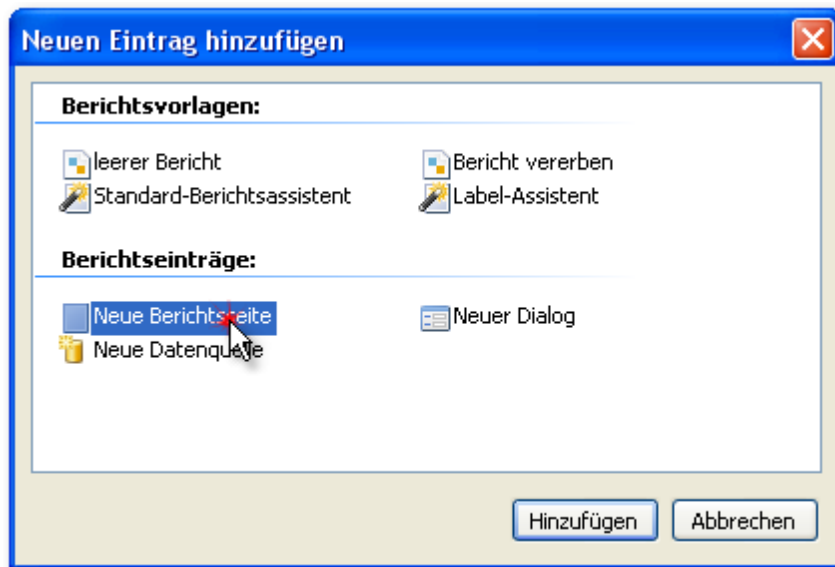 Neuen Eintrag hinzufügen
Berichtsvorlagen:
leerer Bericht Bericht vererben
Standard-Berichtsassistent Label-Assistent
Berichtseinträge:
Neue Berichtsseite Neuer Dialog
Neue Datenquelle
Hinzufügen Abbrechen